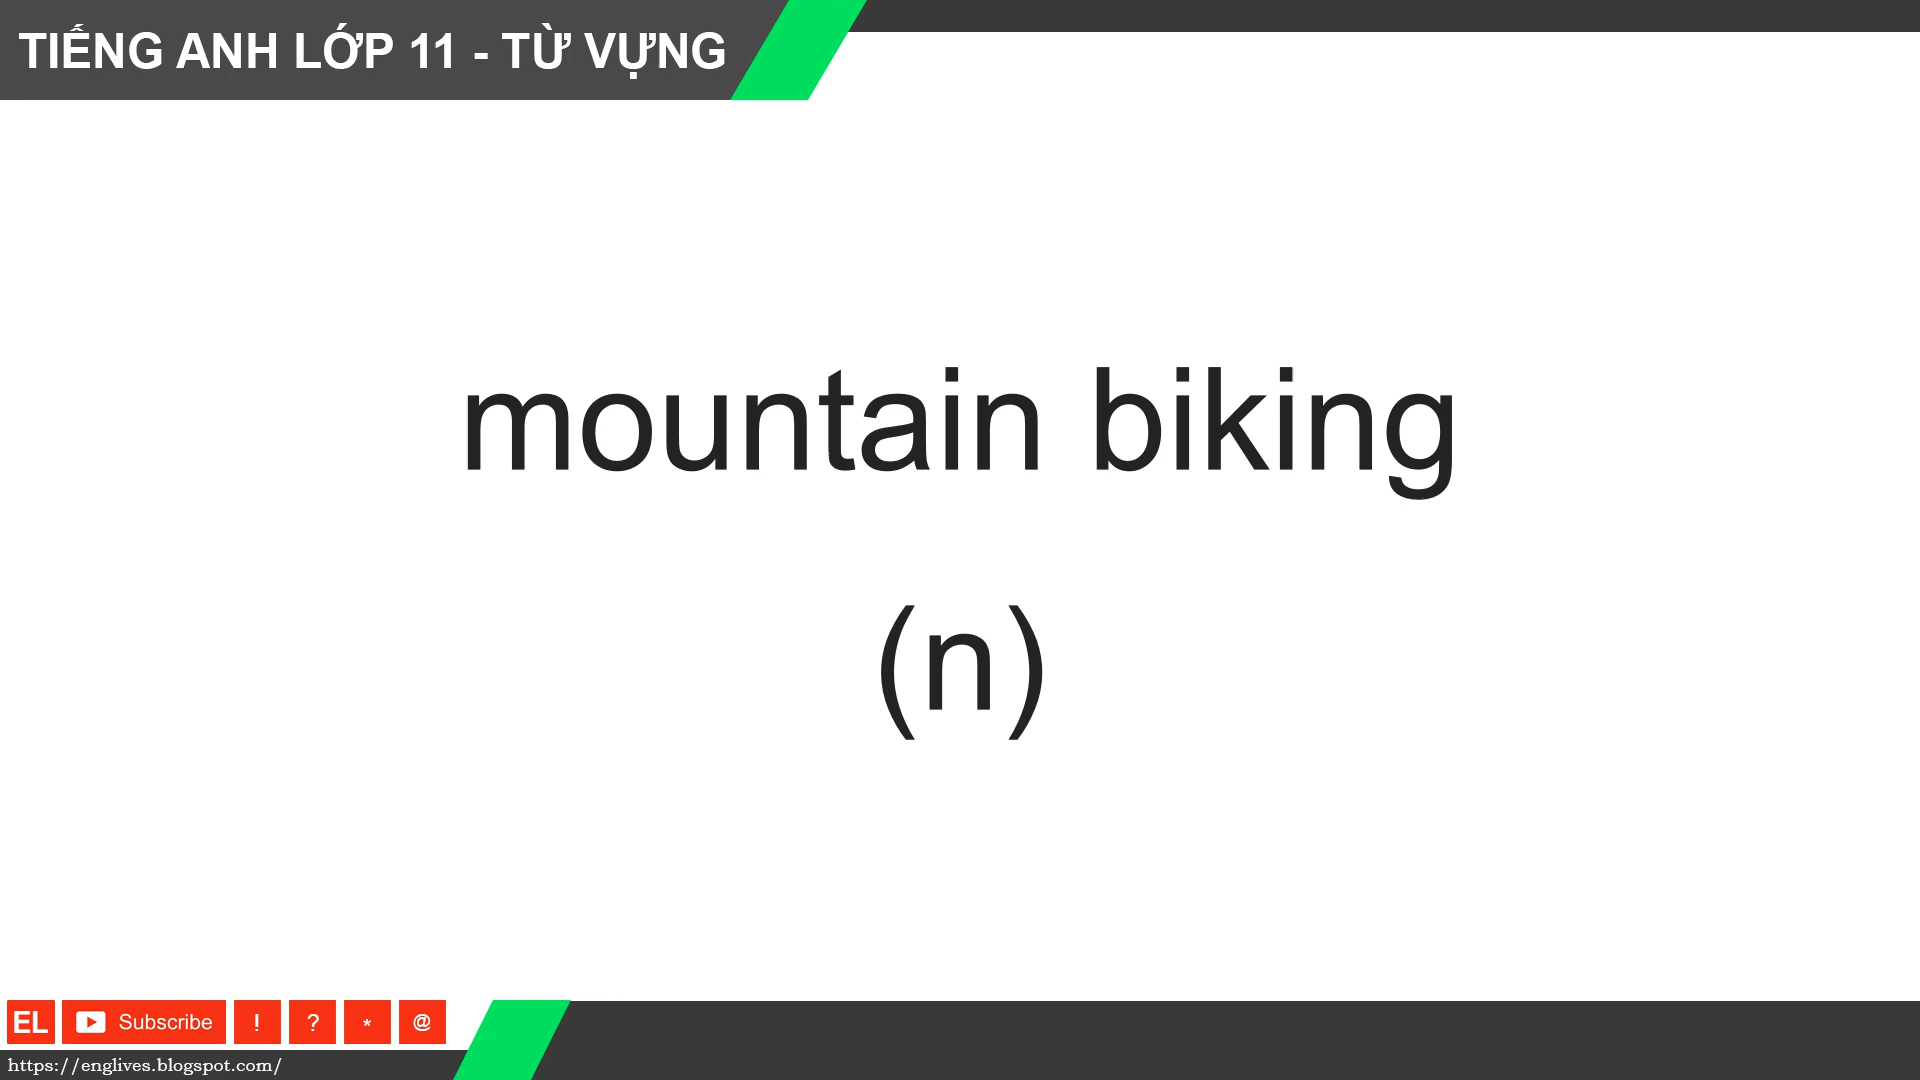 TIẾNG ANH LỚP 11 - TỪ VỰNG
mountain biking
(n)
EL Subscribe ! ? * @
https://englives.blogspot.com/